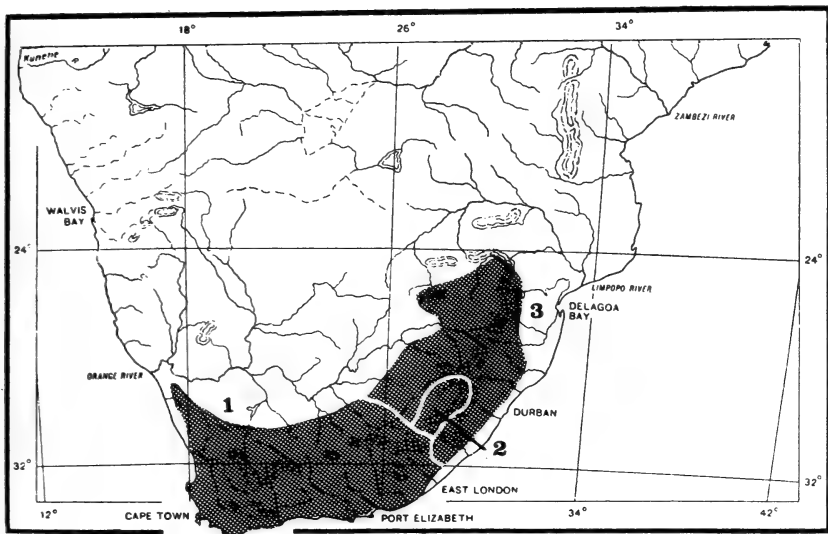 18° 26° 34°
Kunene
ZAMBEZI RIVER
WALVIS
BAY
24° 24°
LIMPOPO RIVER
3 DELAGOA
BAY
ORANGE RIVER
1
DURBAN
2
32° 32°
EAST LONDON
12° CAPE TOWN PORT ELIZABETH 34° 42°